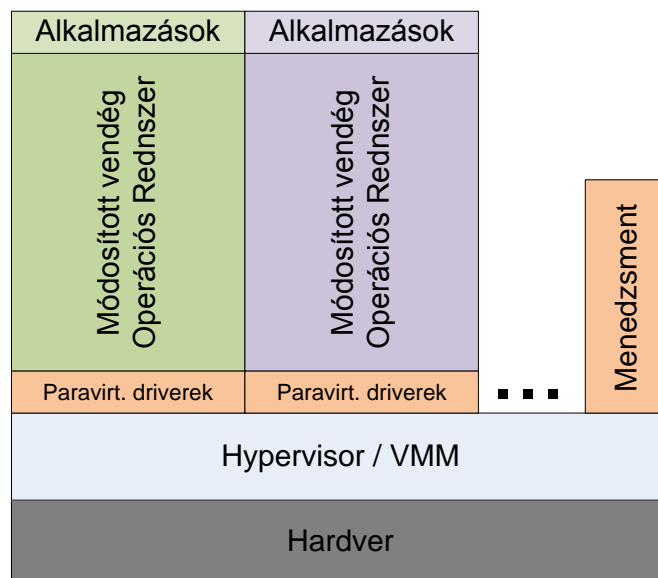 Alkalmazások
Alkalmazások
Módosított vendég
Operációs Rednszer
Módosított vendég
Operációs Rednszer
Menedzsment
Paravirt. driverek
Paravirt. driverek
Hypervisor / VMM
Hardver